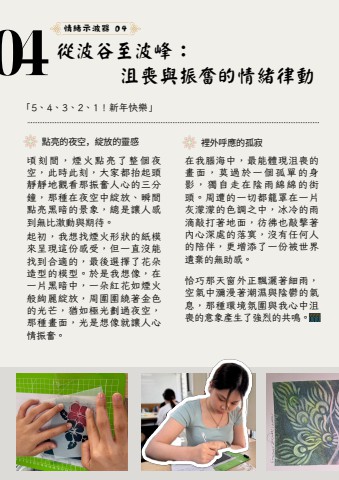 04
情緒示波器 04
從波谷至波峰：
沮喪與振奮的情緒律動
「5、4、3、2、1！新年快樂」
點亮的夜空，綻放的靈感
頃刻間，煙火點亮了整個夜
空，此時此刻，大家都抬起頭
靜靜地觀看那振奮人心的三分
鐘，那種在夜空中綻放、瞬間
點亮黑暗的景象，總是讓人感
到無比激動與期待。
起初，我想找煙火形狀的紙模
來呈現這份感受，但一直沒能
找到合適的，最後選擇了花朵
造型的模型。於是我想像，在
一片黑暗中，一朵紅花如煙火
般絢麗綻放，周圍圍繞著金色
的光芒，猶如極光劃過夜空，
那種畫面，光是想像就讓人心
情振奮。
裡外呼應的孤寂
在我腦海中，最能體現沮喪的
畫面，莫過於一個孤單的身
影，獨自走在陰雨綿綿的街
頭。周遭的一切都籠罩在一片
灰濛濛的色調之中，冰冷的雨
滴敲打著地面，彷彿也敲擊著
內心深處的落寞，沒有任何人
的陪伴，更增添了一份被世界
遺棄的無助感。
恰巧那天窗外正飄灑著細雨，
空氣中瀰漫著潮濕與陰鬱的氣
息，那種環境氛圍與我心中沮
喪的意象產生了強烈的共鳴。